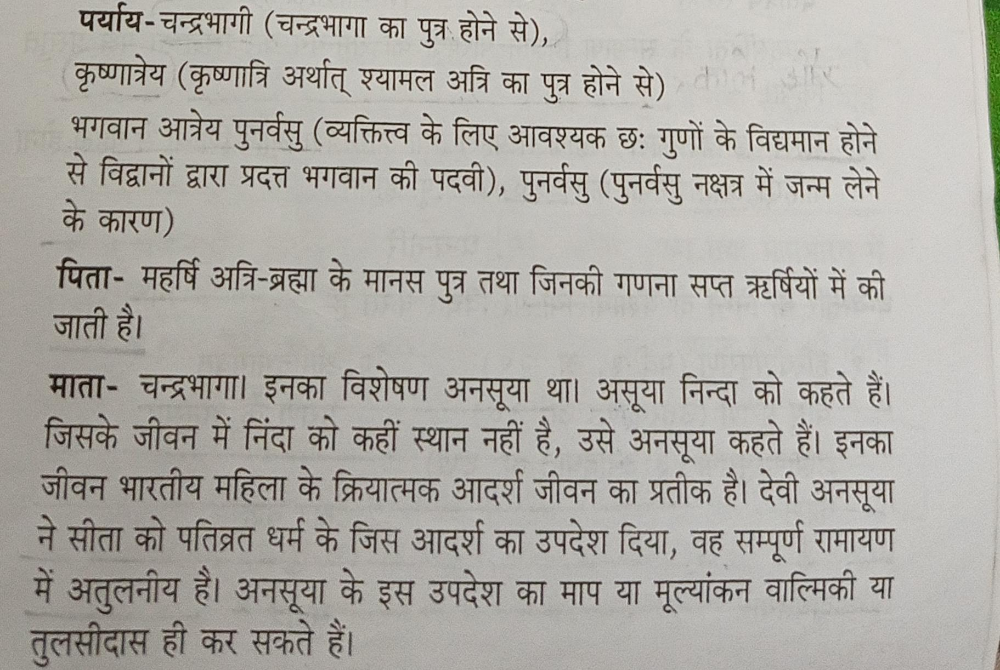 पर्याय-चन्द्रभागी (चन्द्रभागा का पुत्र होने से),
कृष्णात्रेय (कृष्णात्रि अर्थात् श्यामल अत्रि का पुत्र होने से)
भगवान आत्रेय पुनर्वसु (व्यक्तित्त्व के लिए आवश्यक छः गुणों के विद्यमान होने
से विद्वानों द्वारा प्रदत्त भगवान की पदवी), पुनर्वसु (पुनर्वसु नक्षत्र में जन्म लेने
के कारण)
पिता- महर्षि अत्रि-ब्रह्मा के मानस पुत्र तथा जिनकी गणना सप्त ऋर्षियों में की
जाती है।
माता- चन्द्रभागा। इनका विशेषण अनसूया था। असूया निन्दा को कहते हैं।
जिसके जीवन में निंदा को कहीं स्थान नहीं है, उसे अनसूया कहते हैं। इनका
जीवन भारतीय महिला के क्रियात्मक आदर्श जीवन का प्रतीक है। देवी अनसूया
ने सीता को पतिव्रत धर्म के जिस आदर्श का उपदेश दिया, वह सम्पूर्ण रामायण
में अतुलनीय है। अनसूया के इस उपदेश का माप या मूल्यांकन वाल्मिकी या
तुलसीदास ही कर सकते हैं।